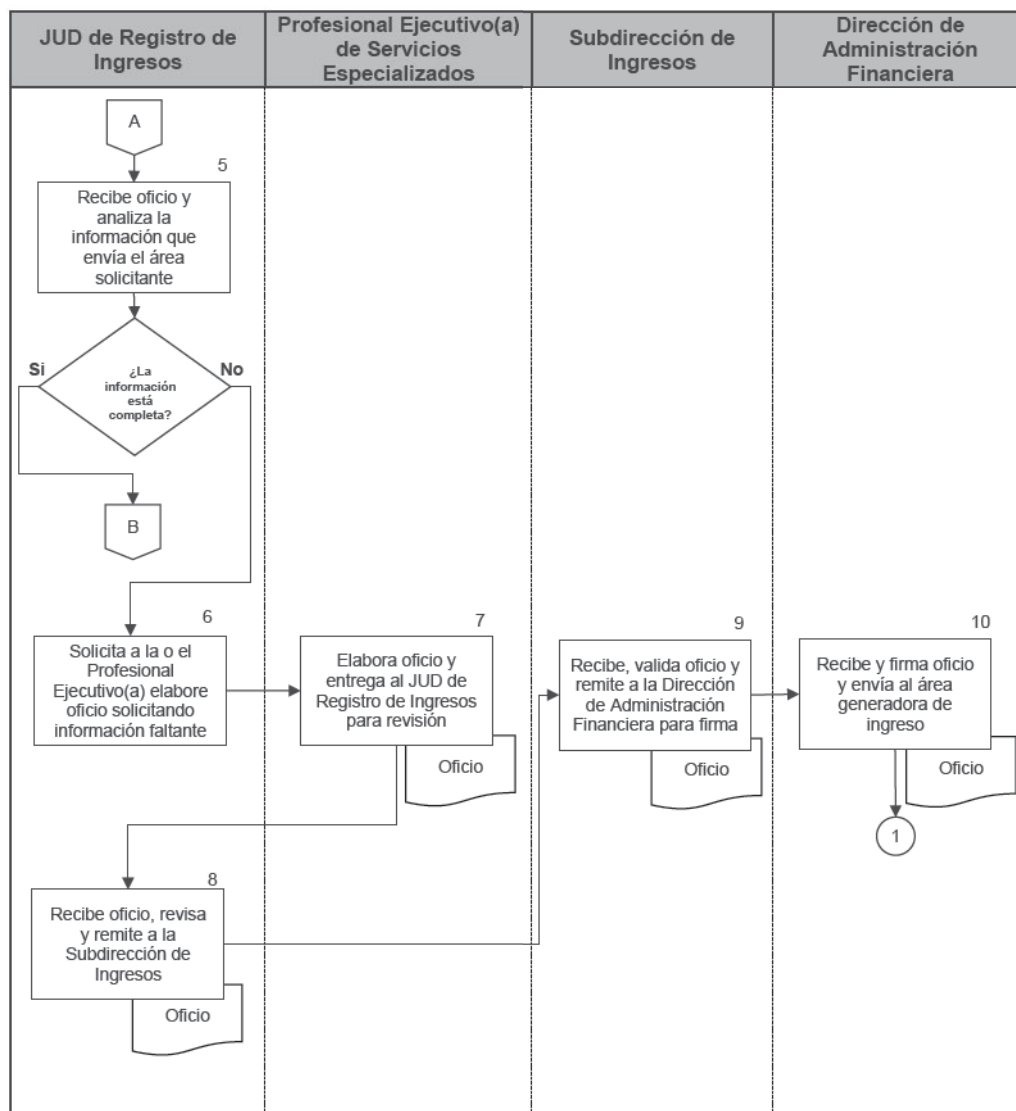 JUD de Registro de
Ingresos
Profesional Ejecutivo(a)
de Servicios
Especializados
Subdirección de
Ingresos
Dirección de
Administración
Financiera
A
5
Recibe oficio y
analiza la
información que
envía el área
solicitante
Si
¿La
información
está
completa?
No
B
6
Solicita a la o el
Profesional
Ejecutivo(a) elabore
oficio solicitando
información faltante
7
Elabora oficio y
entrega al JUD de
Registro de Ingresos
para revisión
Oficio
8
Recibe oficio, revisa
y remite a la
Subdirección de
Ingresos
Oficio
9
Recibe, valida oficio y
remite a la Dirección
de Administración
Financiera para firma
Oficio
10
Recibe y firma oficio
y envía al área
generadora de
ingreso
Oficio
1